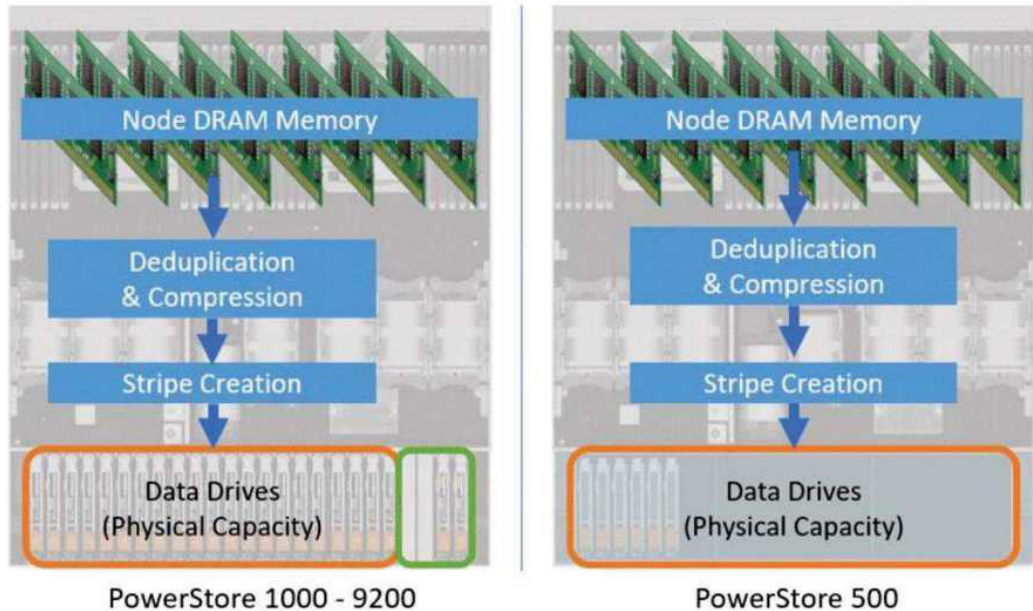 Node DRAM Memory
Deduplication
& Compression
Stripe Creation
Data Drives
(Physical Capacity)
PowerStore 1000 - 9200
Node DRAM Memory
Deduplication
& Compression
Stripe Creation
Data Drives
(Physical Capacity)
PowerStore 500